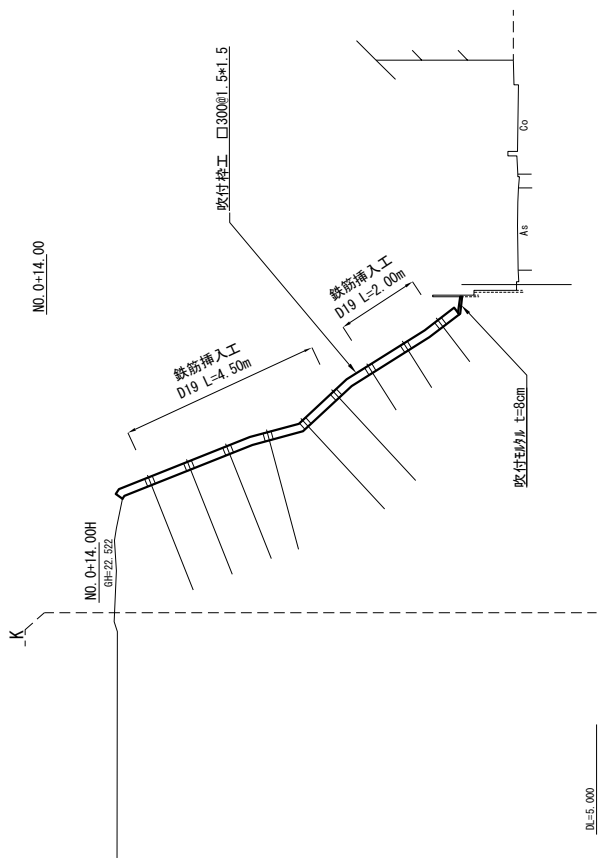 NO.0+14.00
吹付枠工 □300@1.5*1.5
鉄筋挿入工
D19 L=4.50m
鉄筋挿入工
D19 L=2.00m
Co
As
吹付ﾓﾙﾀﾙ t=8cm
NO.0+14.00H
GH=22.522
K
DL=5.000